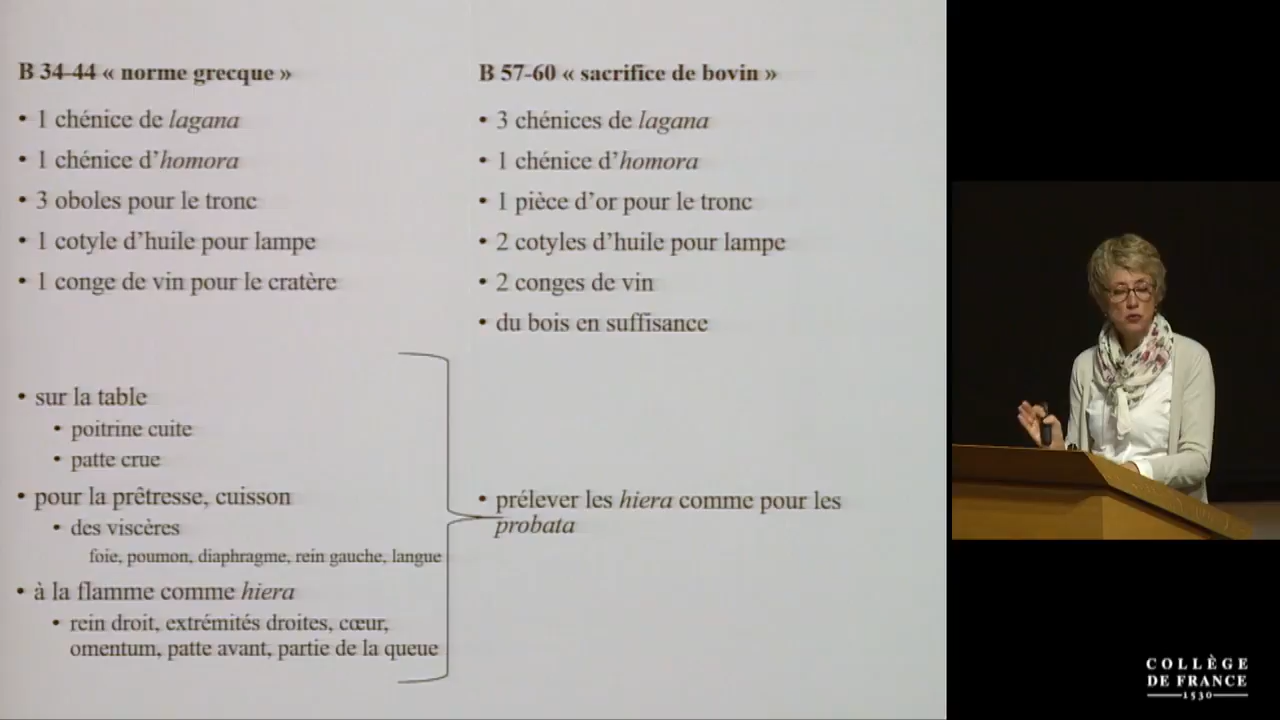 B 34-44 « norme grecque »
• 1 chénice de lagana
• 1 chénice d’homora
• 3 oboles pour le tronc
• 1 cotyle d’huile pour lampe
• 1 conge de vin pour le cratère
• sur la table
• poitrine cuite
• patte crue
• pour la prêtresse, cuisson
• des viscères
foie, poumon, diaphragme, rein gauche, langue
• à la flamme comme hiera
• rein droit, extrémités droites, cœur,
omentum, patte avant, partie de la queue
B 57-60 « sacrifice de bovin »
• 3 chénices de lagana
• 1 chénice d’homora
• 1 pièce d’or pour le tronc
• 2 cotyles d’huile pour lampe
• 2 conges de vin
• du bois en suffisance
• prélever les hiera comme pour les
probata
COLLÈGE
DE FRANCE
1530